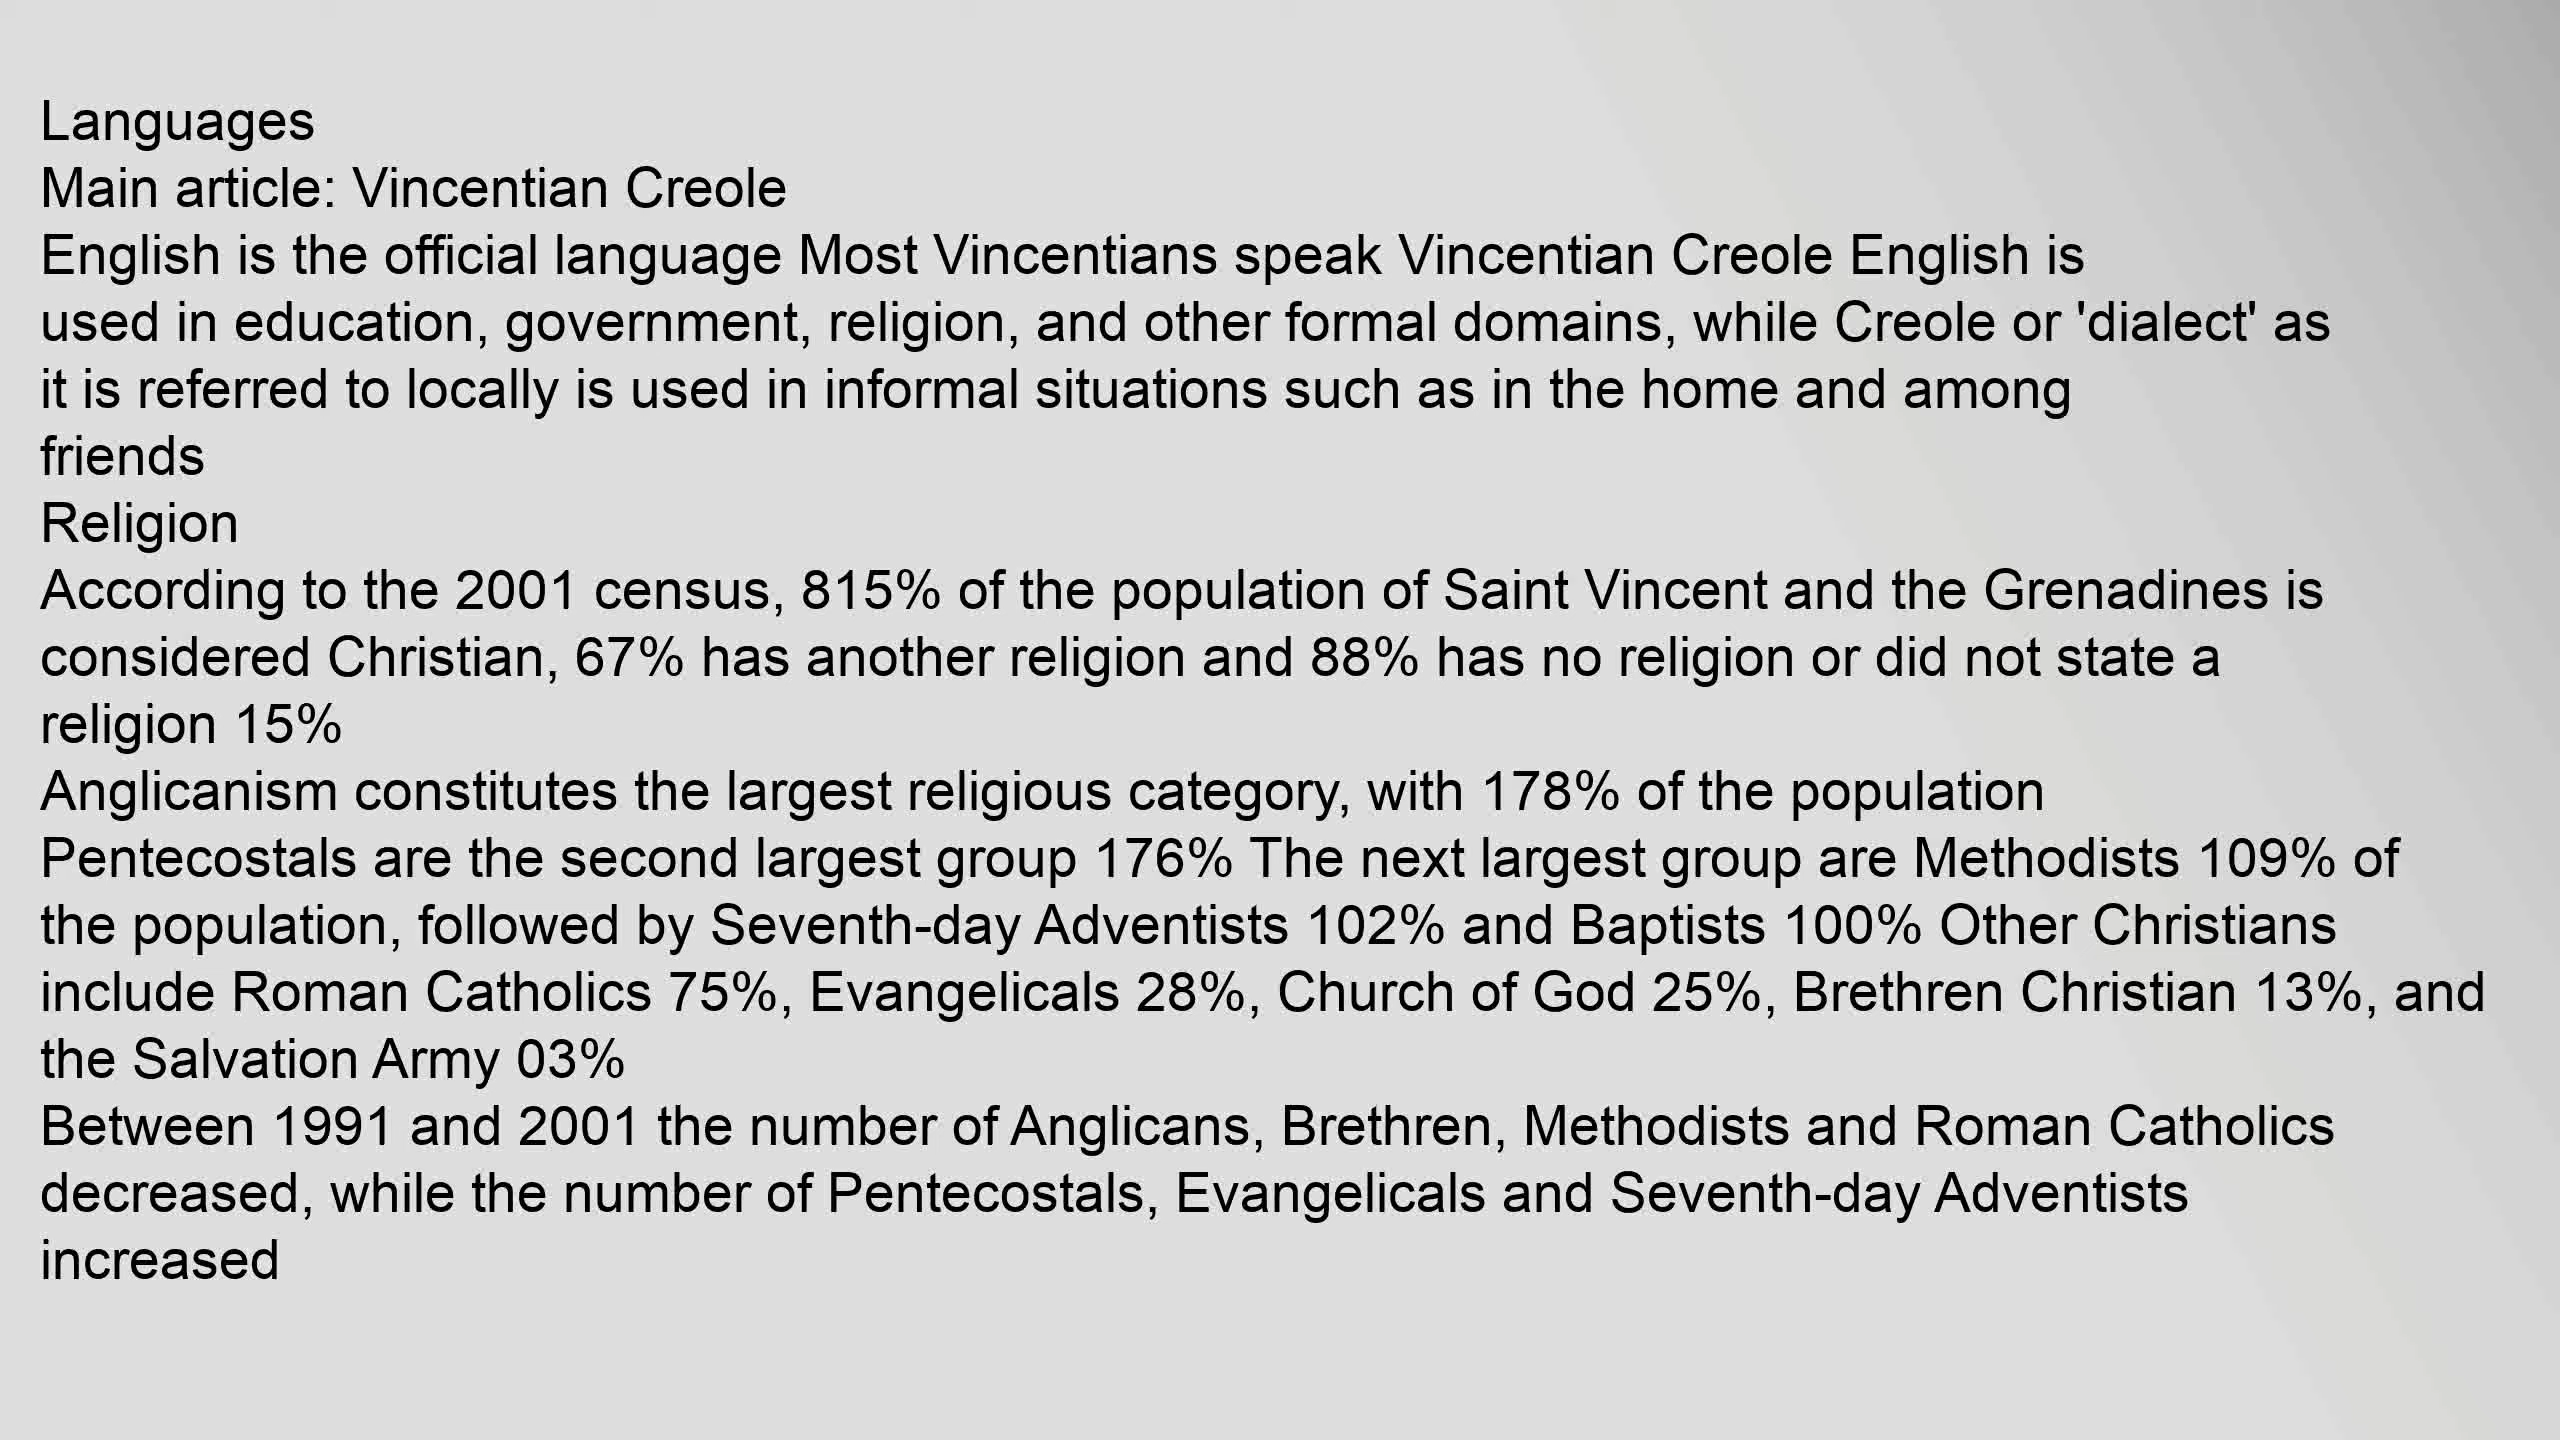 Languages
Main article: Vincentian Creole
English is the official language Most Vincentians speak Vincentian Creole English is
used in education, government, religion, and other formal domains, while Creole or 'dialect' as
it is referred to locally is used in informal situations such as in the home and among
friends
Religion
According to the 2001 census, 815% of the population of Saint Vincent and the Grenadines is
considered Christian, 67% has another religion and 88% has no religion or did not state a
religion 15%
Anglicanism constitutes the largest religious category, with 178% of the population
Pentecostals are the second largest group 176% The next largest group are Methodists 109% of
the population, followed by Seventh-day Adventists 102% and Baptists 100% Other Christians
include Roman Catholics 75%, Evangelicals 28%, Church of God 25%, Brethren Christian 13%, and
the Salvation Army 03%
Between 1991 and 2001 the number of Anglicans, Brethren, Methodists and Roman Catholics
decreased, while the number of Pentecostals, Evangelicals and Seventh-day Adventists
increased